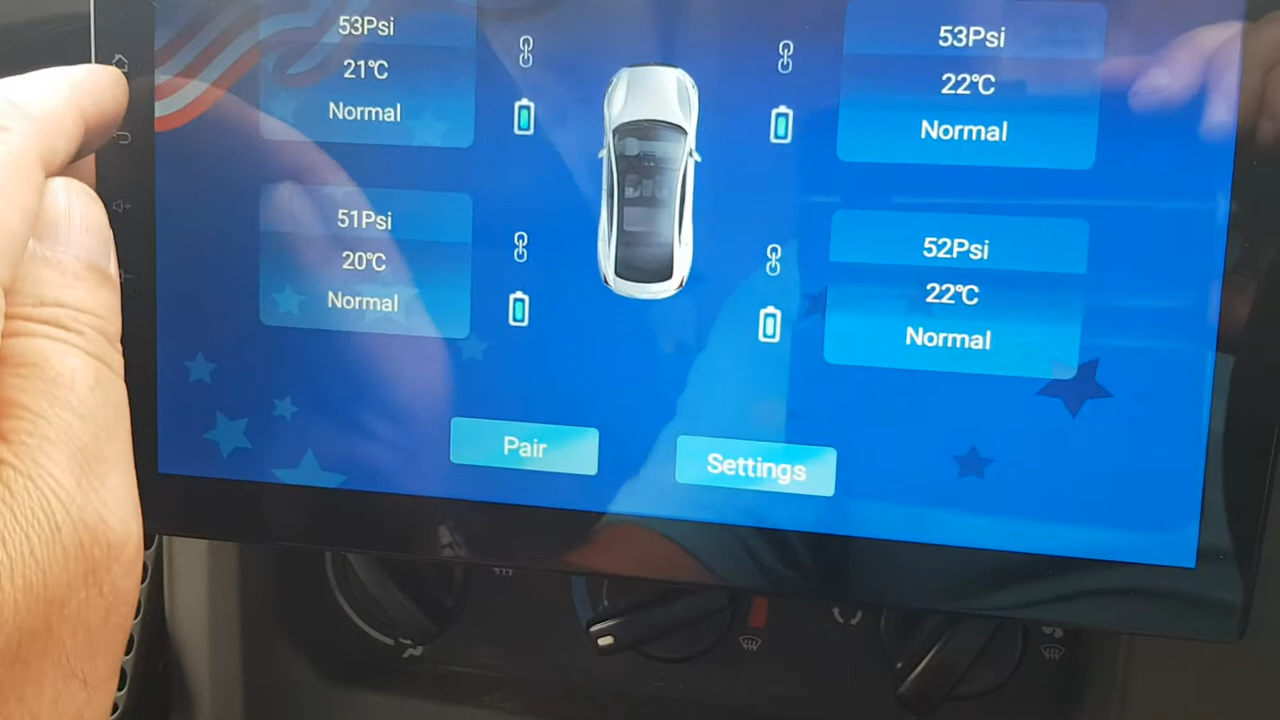 53Psi
21℃
Normal
53Psi
22℃
Normal
51Psi
20℃
Normal
52Psi
22℃
Normal
Pair
Settings